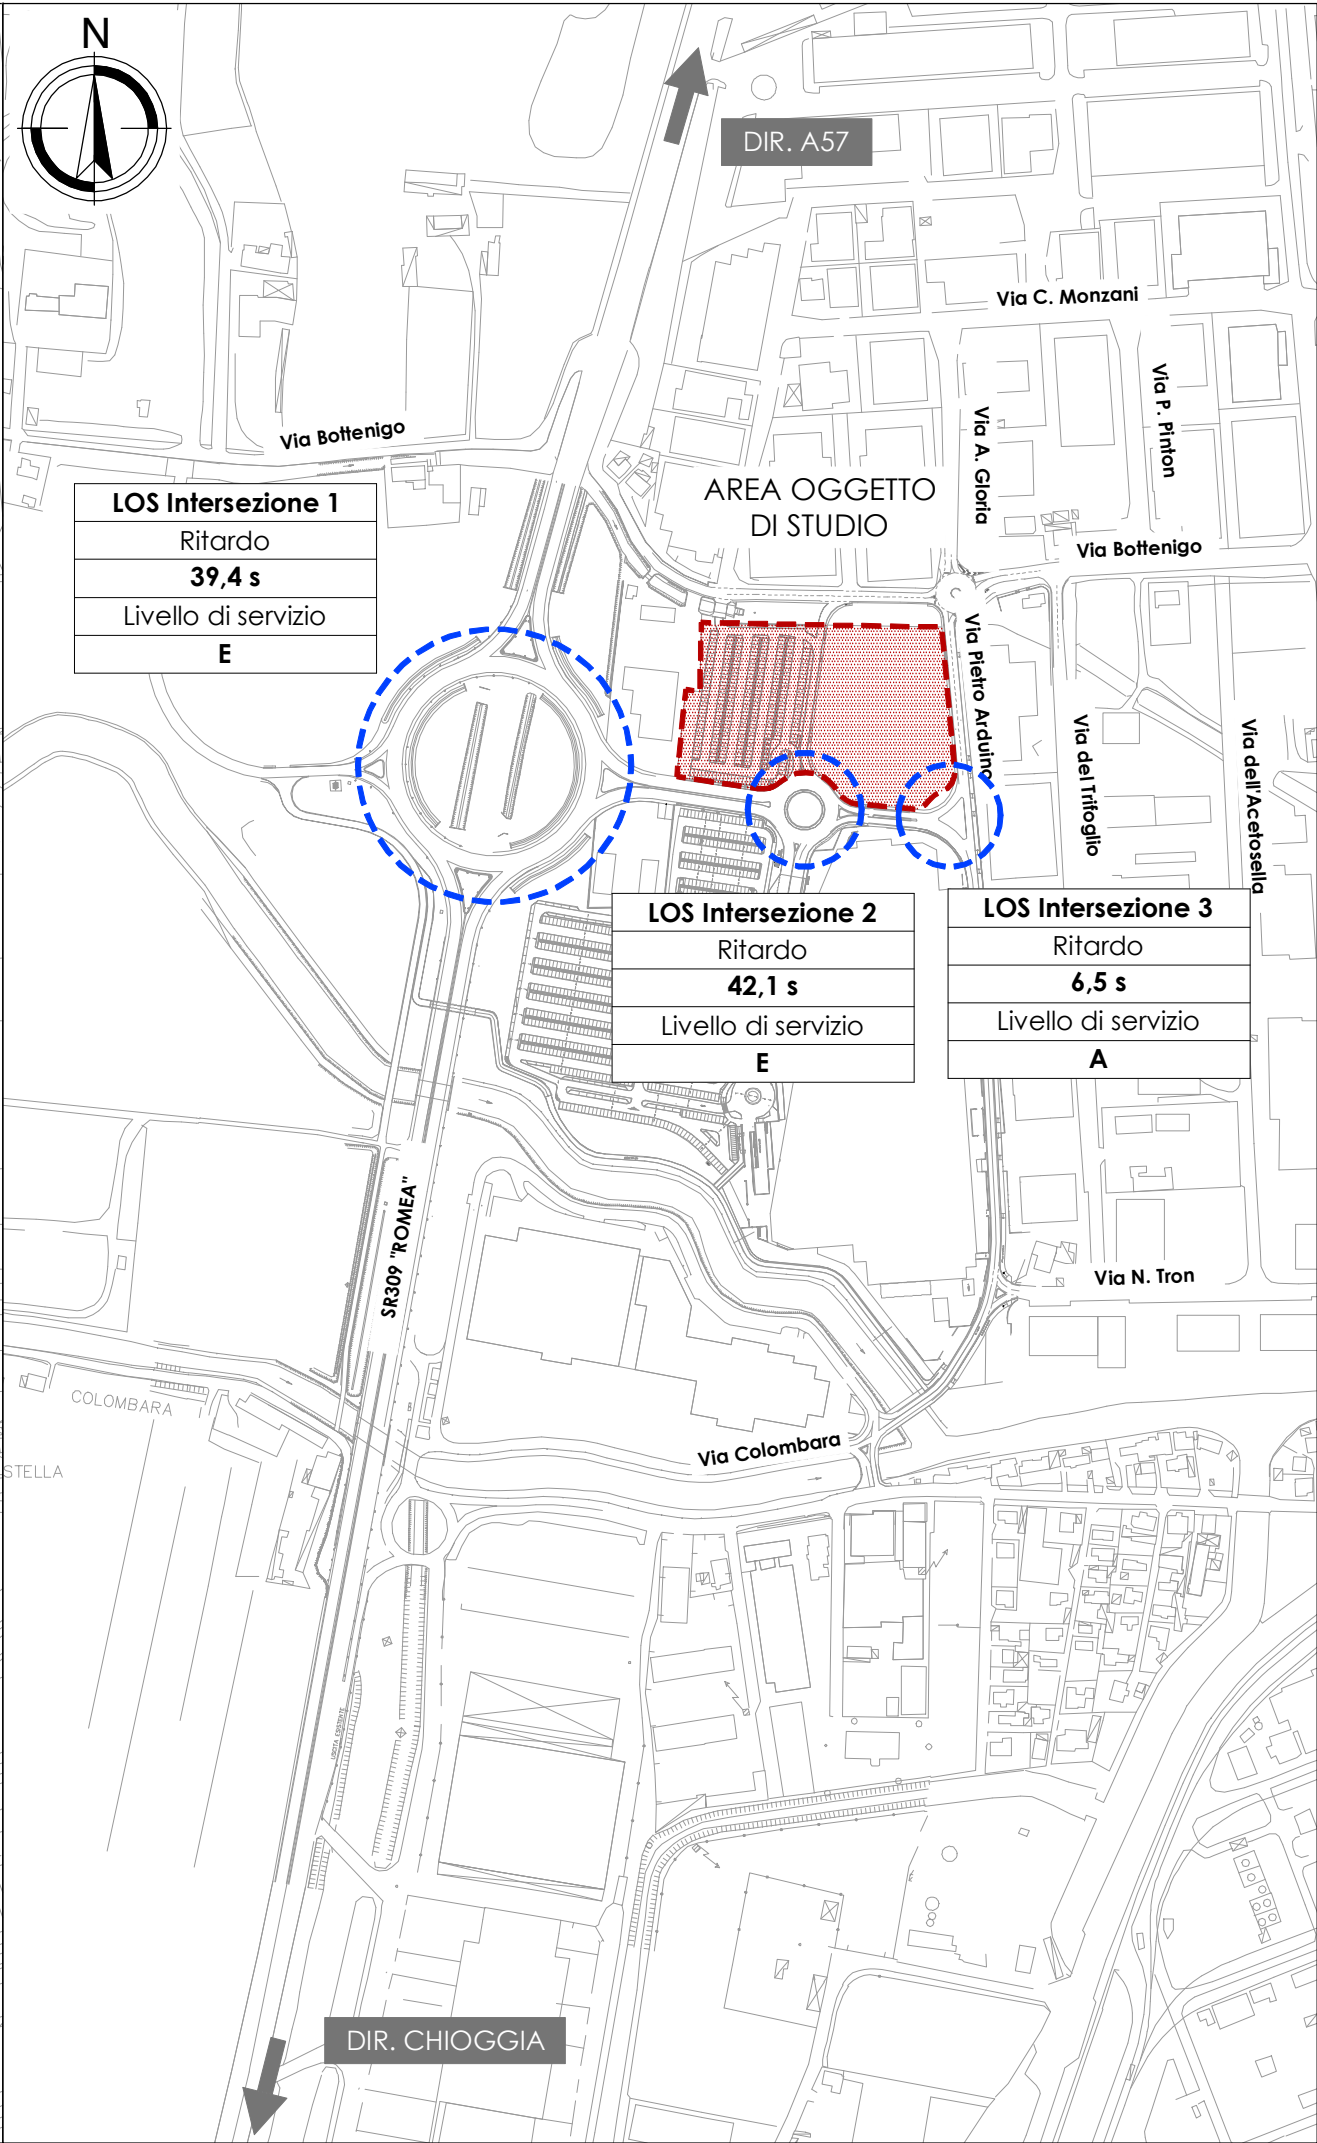 N
DIR. A57
Via C. Monzani
Via P. Pinton
Via A. Gloria
Via Bottenigo
AREA OGGETTO
DI STUDIO
Via Bottenigo
LOS Intersezione 1
Ritardo
39,4 s
Livello di servizio
E
Via Pietro Arduino
Via del Trifoglio
Via dell'Acetosella
LOS Intersezione 2
Ritardo
42,1 s
Livello di servizio
E
LOS Intersezione 3
Ritardo
6,5 s
Livello di servizio
A
SR309 "ROMEA"
Via N. Tron
COLOMBARA
Via Colombara
STELLA
USCITA ESISTENTE
DIR. CHIOGGIA